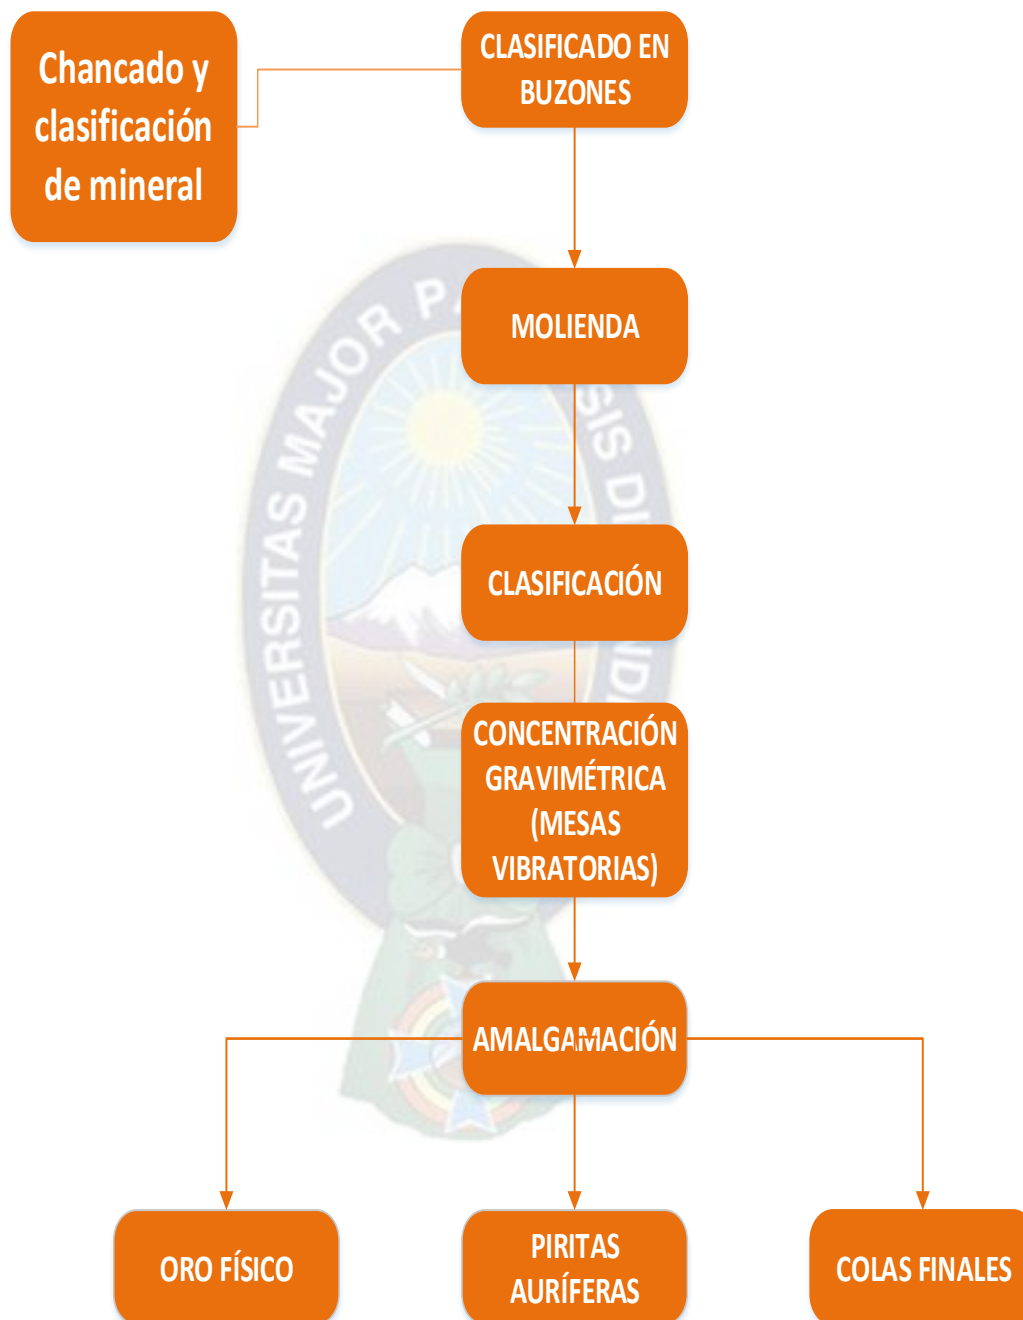 Chancado y
clasificación
de mineral
CLASIFICADO EN
BUZONES
MOLIENDA
CLASIFICACIÓN
CONCENTRACIÓN
GRAVIMÉTRICA
(MESAS
VIBRATORIAS)
AMALGAMACIÓN
ORO FÍSICO
PIRITAS
AURÍFERAS
COLAS FINALES
UNIVERSITAS MAJOR